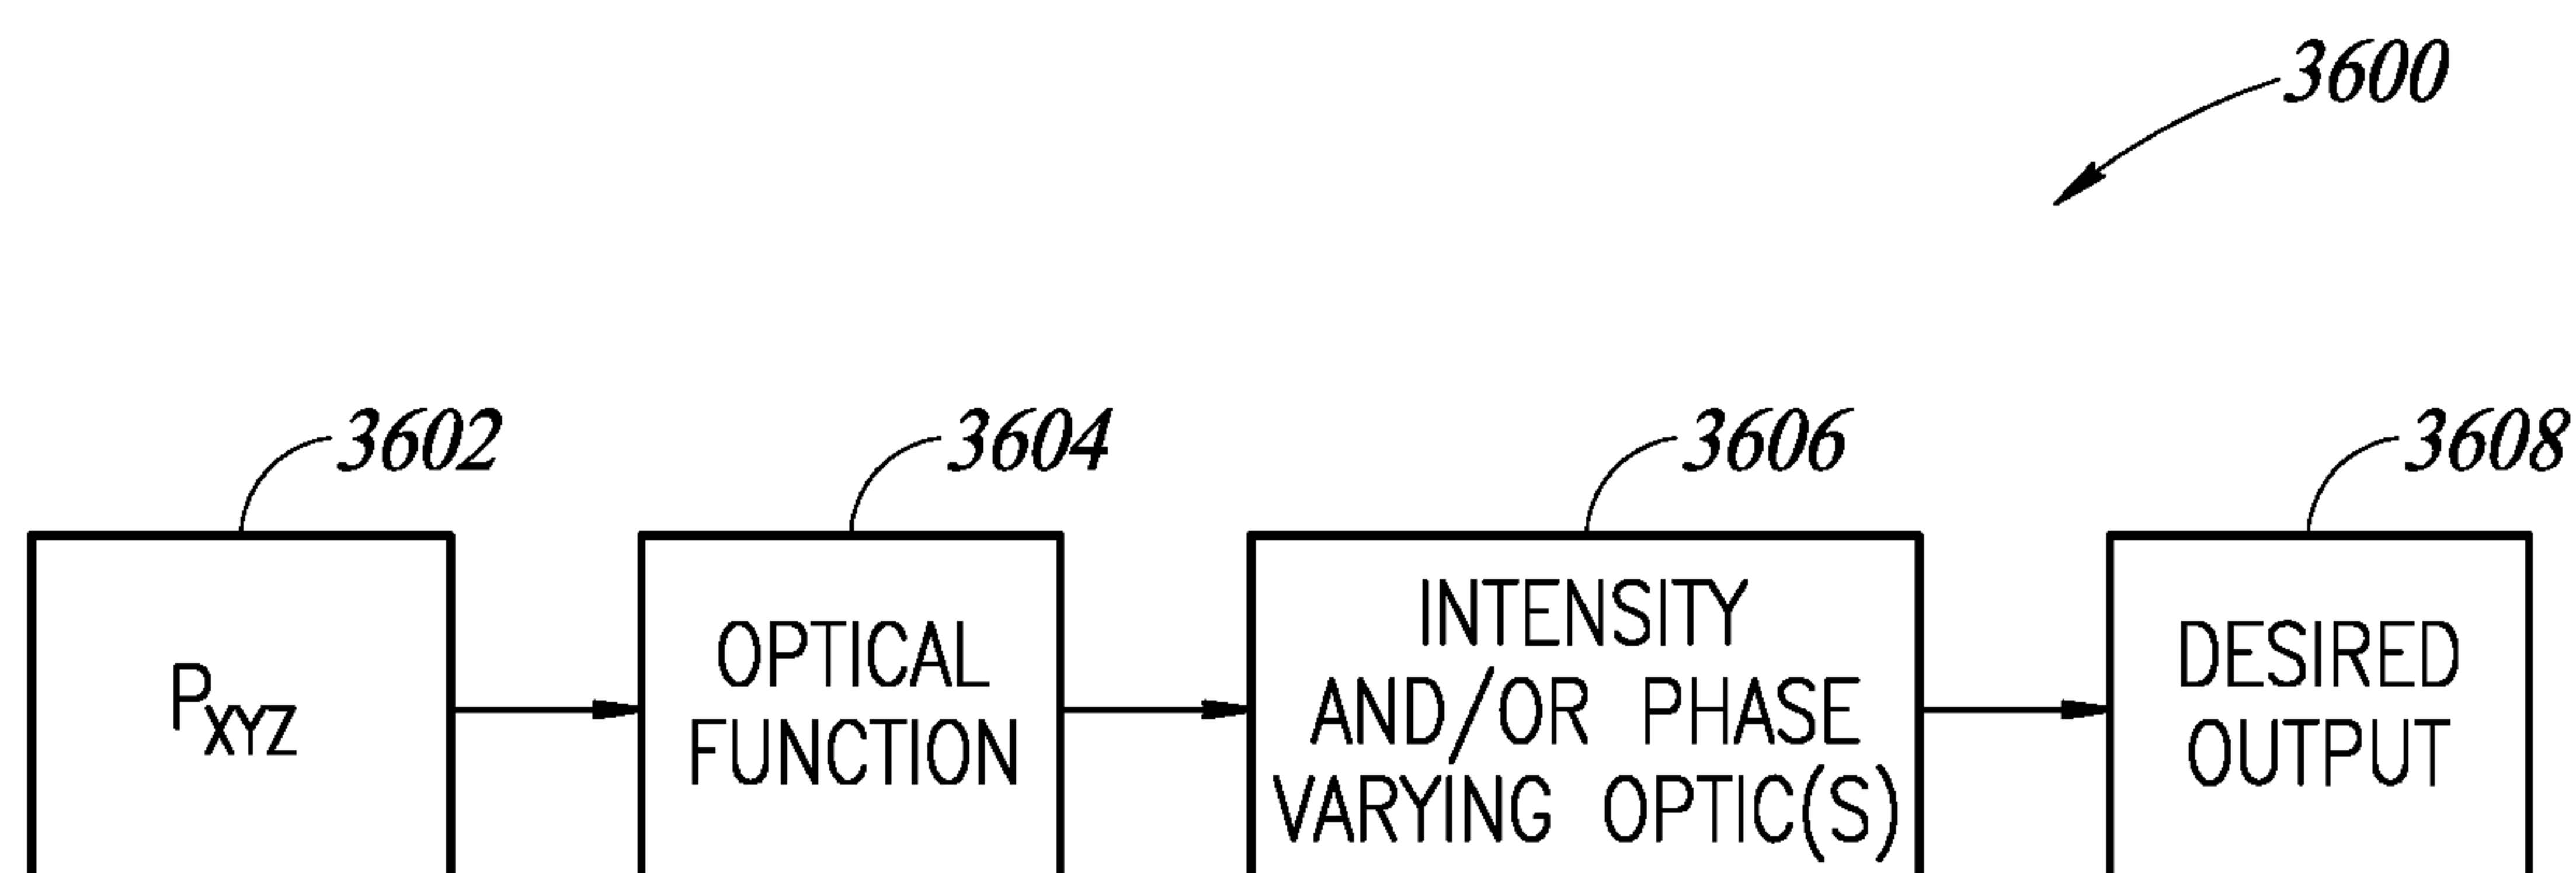 3600
3602
3604
3606
3608
PXYZ
OPTICAL
FUNCTION
INTENSITY
AND/OR PHASE
VARYING OPTIC(S)
DESIRED
OUTPUT